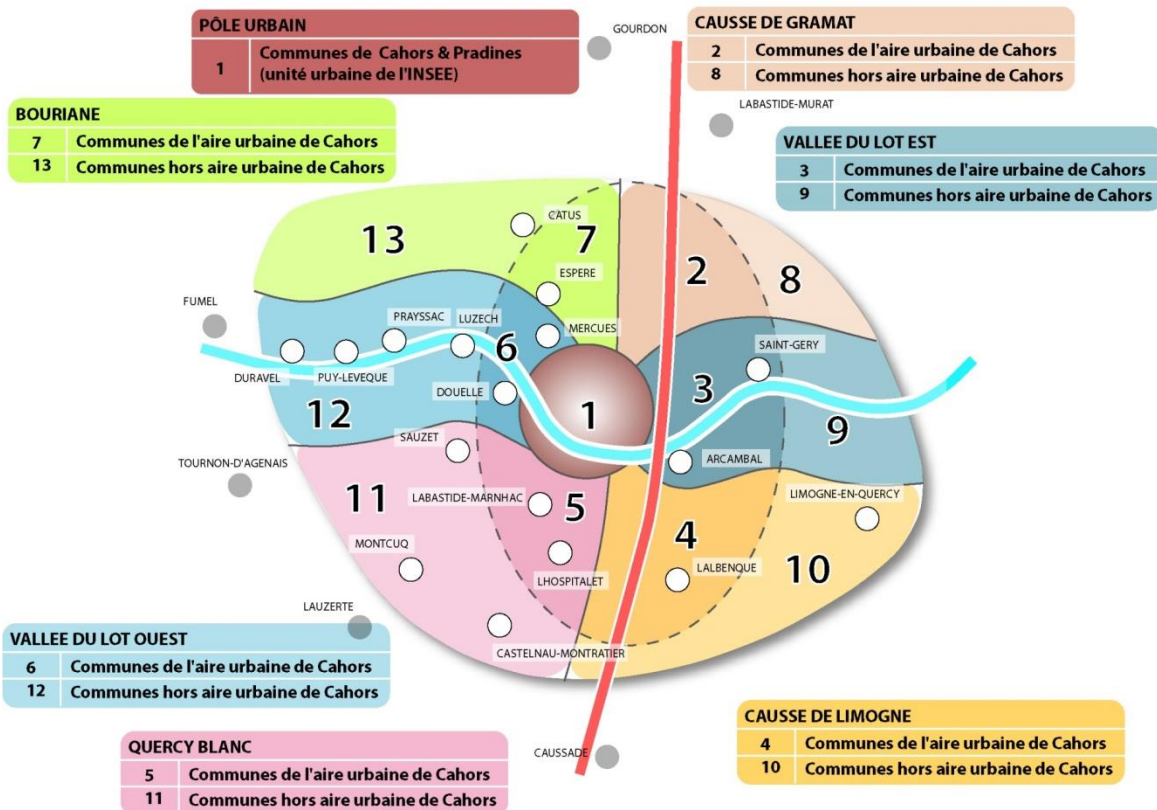 PÔLE URBAIN
1 Communes de Cahors & Pradines
(unité urbaine de l'INSEE)
GOURDON
CAUSSE DE GRAMAT
2 Communes de l'aire urbaine de Cahors
8 Communes hors aire urbaine de Cahors
BOURIANE
7 Communes de l'aire urbaine de Cahors
13 Communes hors aire urbaine de Cahors
LABASTIDE-MURAT
VALLEE DU LOT EST
3 Communes de l'aire urbaine de Cahors
9 Communes hors aire urbaine de Cahors
CATUS
13
7
2
8
ESPERE
FUMEL
PRAYSSAC
LUZECH
MERCUES
6
SAINT-GERY
DURAVEL
PUY-LEVEQUE
DOUELLE
3
12
1
9
SAUZET
TOURNON-D'AGENAIS
ARCAMBAL
11
LABASTIDE-MARNHAC
5
LIMOGNE-EN-QUERCY
4
MONTCUQ
LHOSPITALET
LALBENQUE
10
LAUZERTE
CASTELNAU-MONTRATIER
VALLEE DU LOT OUEST
6 Communes de l'aire urbaine de Cahors
12 Communes hors aire urbaine de Cahors
CAUSSE DE LIMOGNE
4 Communes de l'aire urbaine de Cahors
10 Communes hors aire urbaine de Cahors
QUERCY BLANC
5 Communes de l'aire urbaine de Cahors
11 Communes hors aire urbaine de Cahors
CAUSSADE